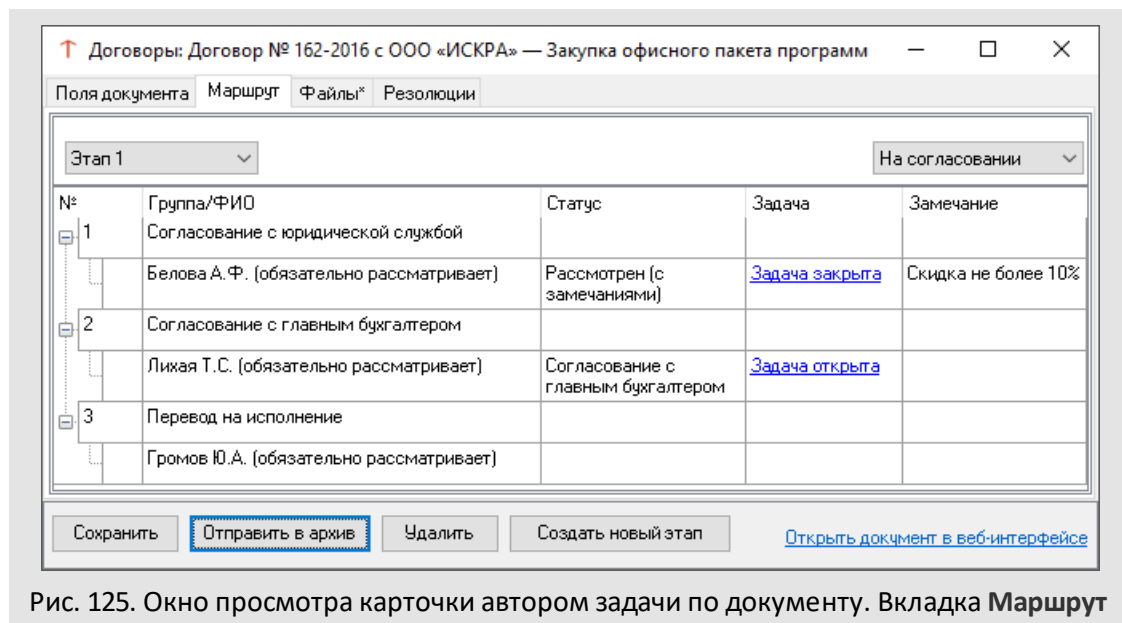 Договоры: Договор № 162-2016 с ООО «ИСКРА» — Закупка офисного пакета программ
Поля документа Маршрут Файлы* Резолюции
Этап 1 На согласовании
№ Группа/ФИО Статус Задача Замечание
1 Согласование с юридической службой
Белова А.Ф. (обязательно рассматривает) Рассмотрен (с Задача закрыта Скидка не более 10%
замечаниями)
2 Согласование с главным бухгалтером
Лихая Т.С. (обязательно рассматривает) Согласование с Задача открыта
главным бухгалтером
3 Перевод на исполнение
Громов Ю.А. (обязательно рассматривает)
Сохранить Отправить в архив Удалить Создать новый этап Открыть документ в веб-интерфейсе
Рис. 125. Окно просмотра карточки автором задачи по документу. Вкладка Маршрут